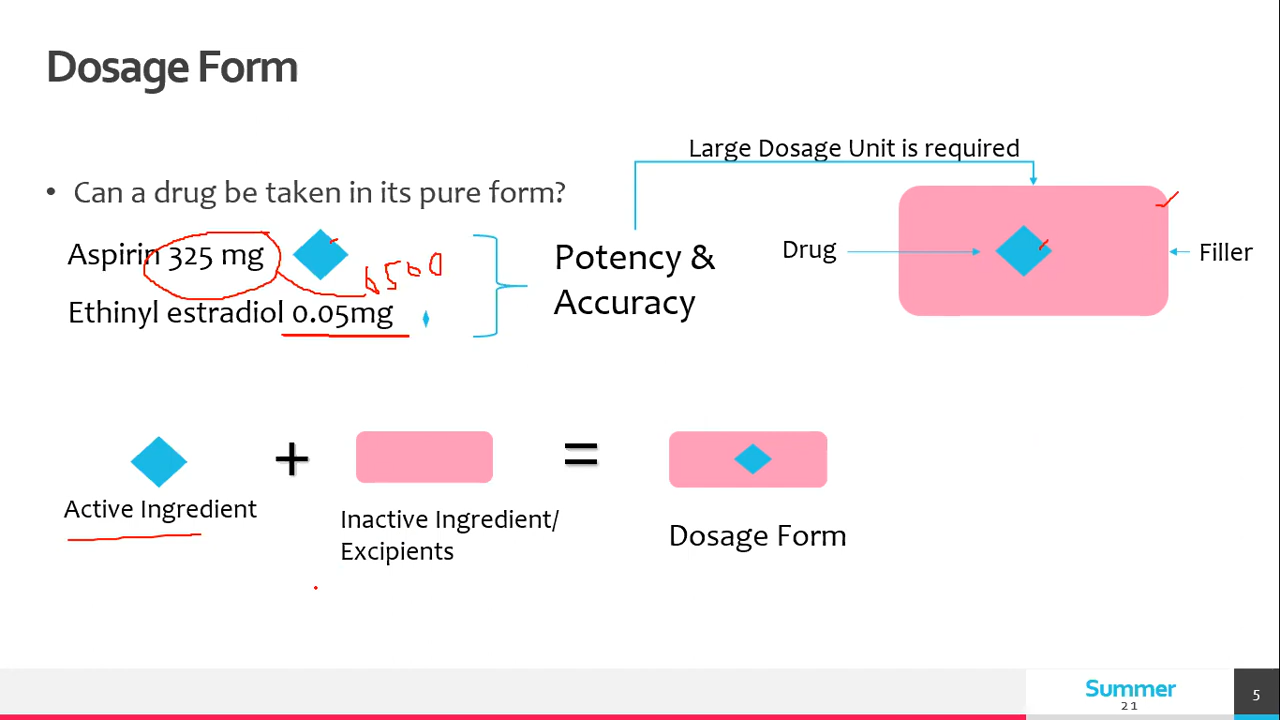 Dosage Form
• Can a drug be taken in its pure form?
Aspirin 325 mg
6500
Ethinyl estradiol 0.05mg
Potency &
Accuracy
Large Dosage Unit is required
Drug
Filler
+
=
Active Ingredient
Inactive Ingredient/
Excipients
Dosage Form
Summer
21
5